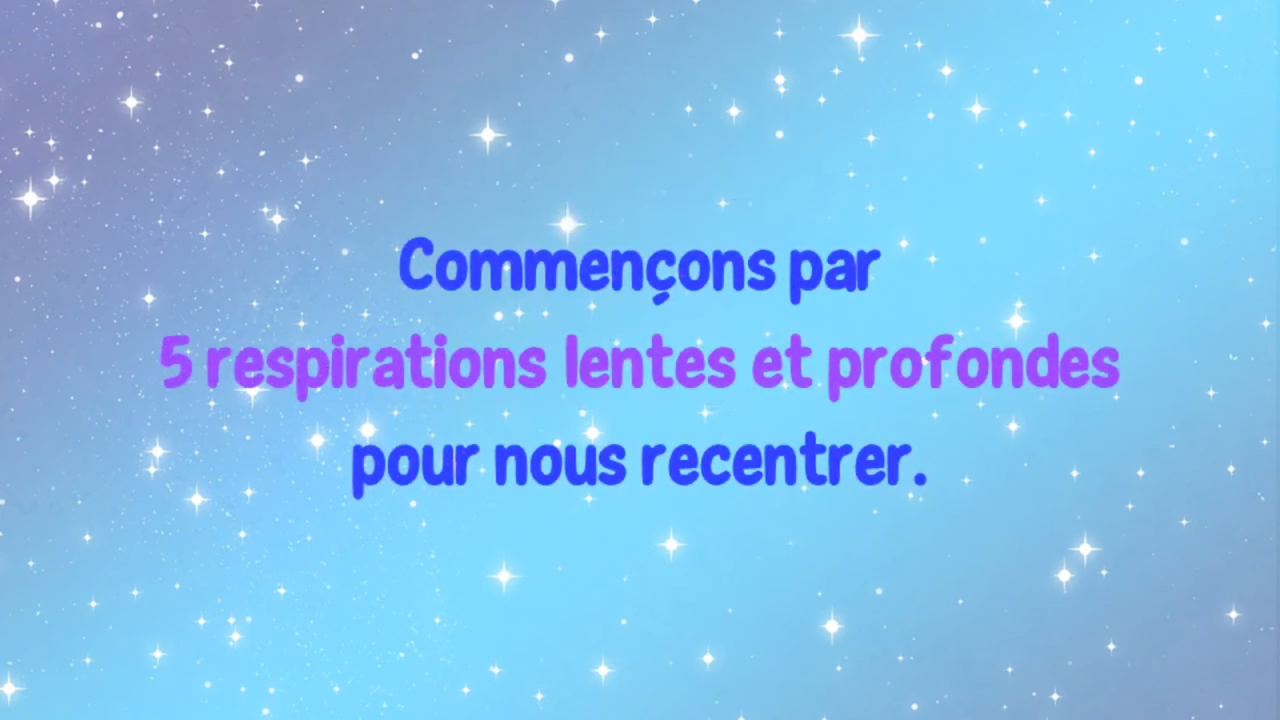 Commençons par
5 respirations lentes et profondes
pour nous recentrer.